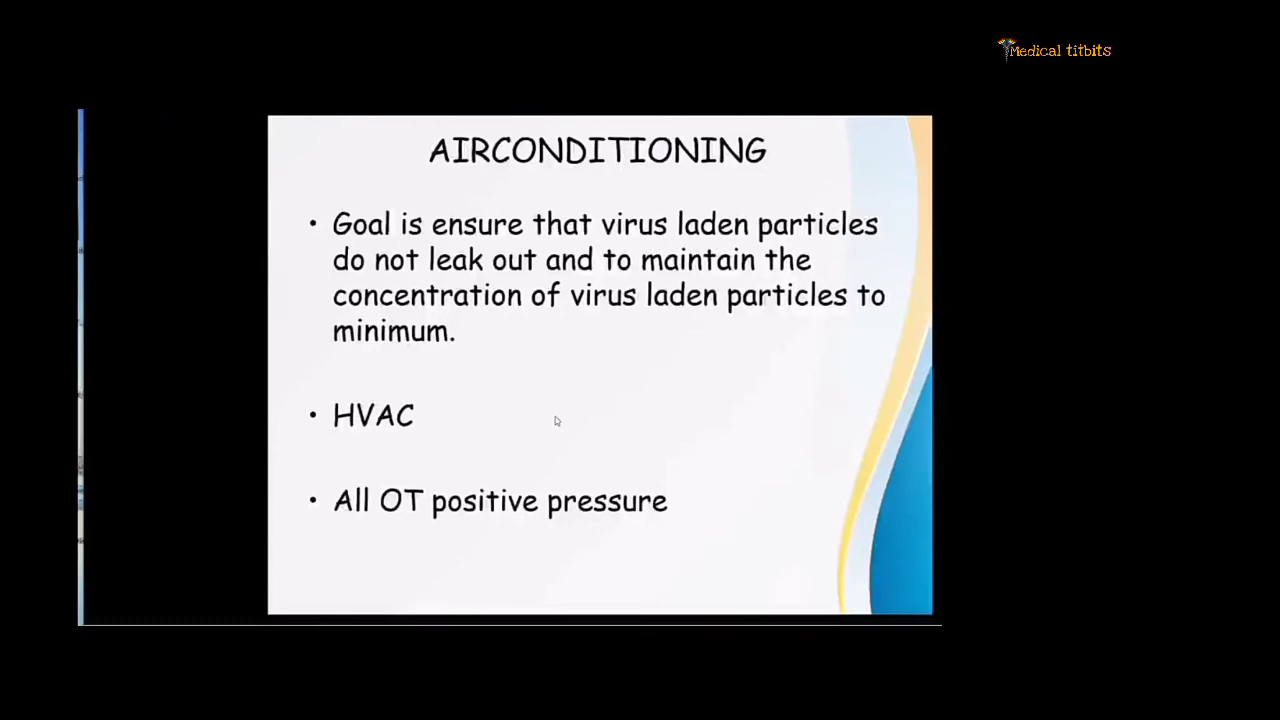 Medical titbits
AIRCONDITIONING
• Goal is ensure that virus laden particles
do not leak out and to maintain the
concentration of virus laden particles to
minimum.
• HVAC
• All OT positive pressure